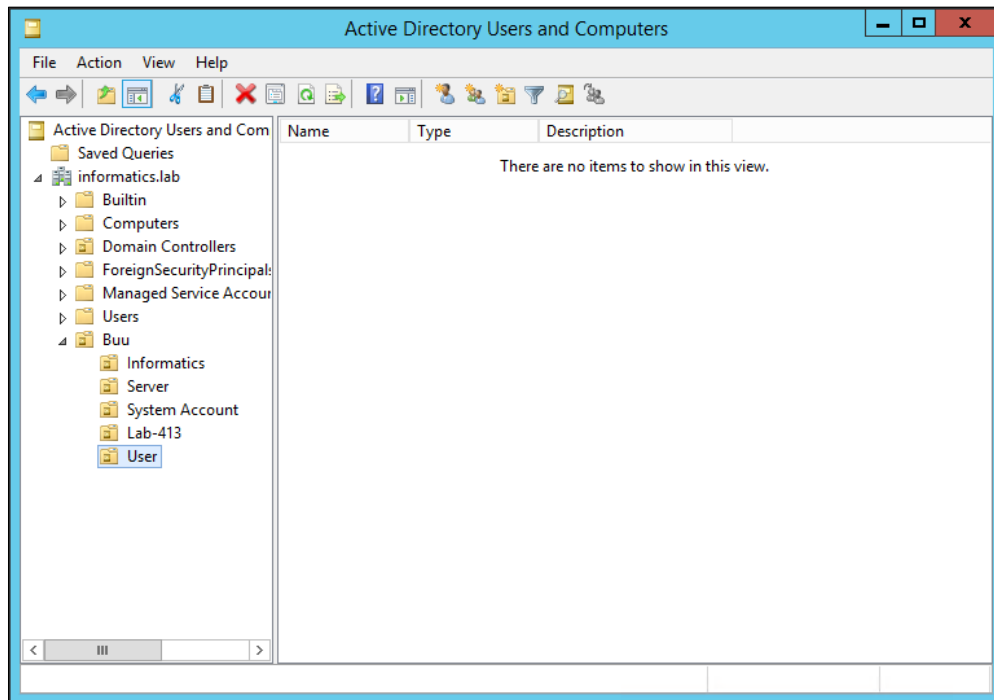 Active Directory Users and Computers
File Action View Help
Active Directory Users and Com
Name Type Description
Saved Queries
There are no items to show in this view.
informatics.lab
Builtin
Computers
Domain Controllers
ForeignSecurityPrincipals
Managed Service Accour
Users
Buu
Informatics
Server
System Account
Lab-413
User